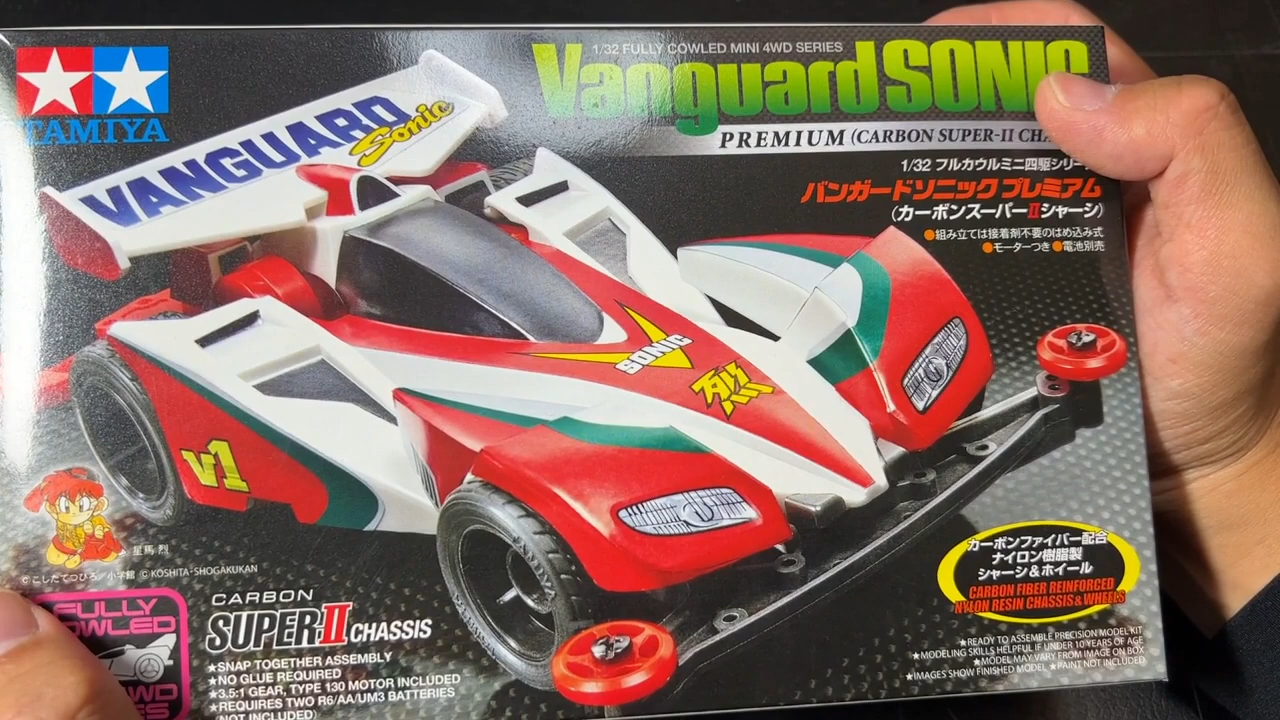 TAMIYA
1/32 FULLY COWLED MINI 4WD SERIES
Vanguard SONIC
PREMIUM (CARBON SUPER-II
1/32 フルカウルミニ四駆シリー
バンガードソニック プレミアム
(カーボンスーパーIIシャーシ)
●組み立ては接着剤不要のはめ込み式
●モーターつき ●電池別売
VANGUARD
Sonic
SONIC
烈
v1
星馬 烈
©こしたてつひろ/小学館 © KOSHITA・SHOGAKUKAN
FULLY
COWLED
CARBON
SUPER-II CHASSIS
★SNAP TOGETHER ASSEMBLY
★NO GLUE REQUIRED
★3.5:1 GEAR, TYPE 130 MOTOR INCLUDED
★REQUIRES TWO R6/AA/UM3 BATTERIES
(NOT INCLUDED)
カーボンファイバー配合
ナイロン樹脂製
シャーシ&ホイール
CARBON FIBER REINFORCED
NYLON RESIN CHASSIS & WHEELS
★READY TO ASSEMBLE PRECISION MODEL KIT
★MODELING SKILLS HELPFUL IF UNDER 10 YEARS OF AGE
★MODEL MAY VARY FROM IMAGE ON BOX
★IMAGES SHOW FINISHED MODEL ★PAINT NOT INCLUDED